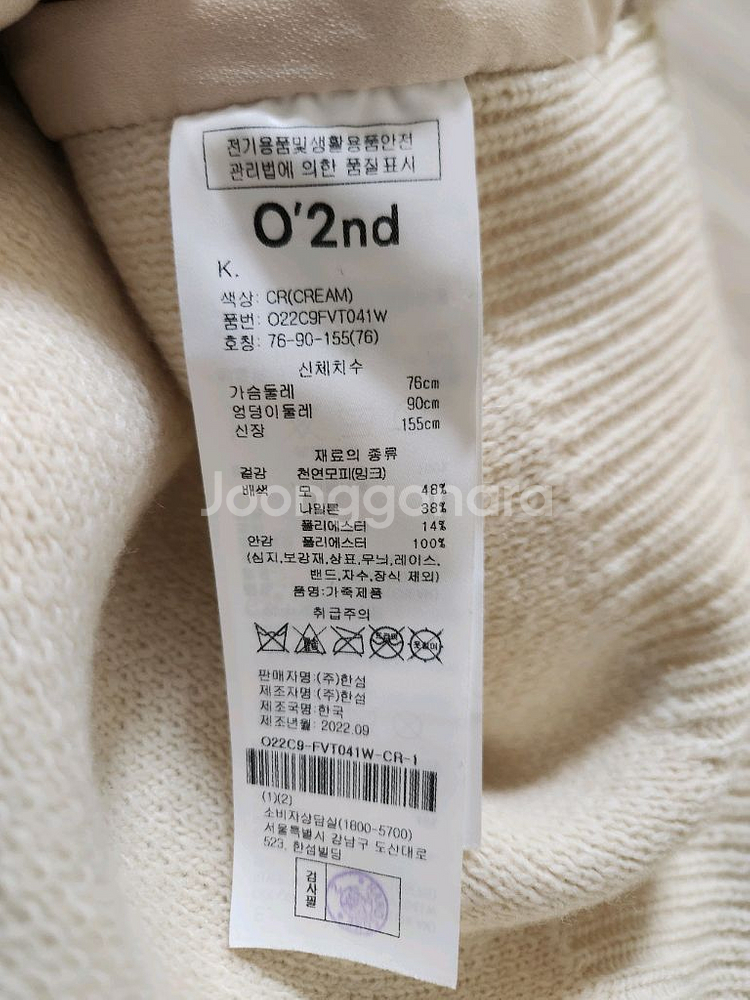 전기용품및생활용품안전
관리법에 의한 품질표시
O'2nd
K.
색상: CR(CREAM)
품번: O22C9FVT041W
호칭: 76-90-155(76)
신체치수
가슴둘레 76cm
엉덩이둘레 90cm
신장 155cm
재료의 종류
겉감 천연모피(밍크)
배색 모 48%
나일론 38%
폴리에스터 14%
안감 폴리에스터 100%
(심지,보강재,상표,무늬,레이스,
밴드,자수,장식 제외)
품명:가죽제품
취급주의
드라이
판매자명:(주)한섬
제조자명:(주)한섬
제조국명:한국
제조년월: 2022.09
O22C9-FVT041W-CR-1
(1)(2)
소비자상담실(1800-5700)
서울특별시 강남구 도산대로
523, 한섬빌딩
검사필
Joonggonara